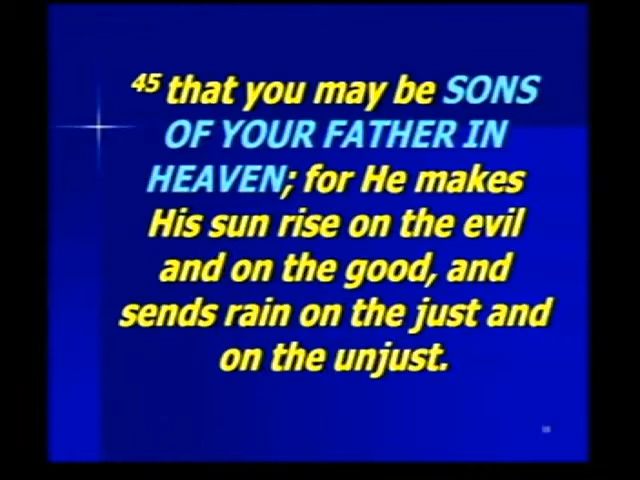 45 that you may be SONS
OF YOUR FATHER IN
HEAVEN; for He makes
His sun rise on the evil
and on the good, and
sends rain on the just and
on the unjust.